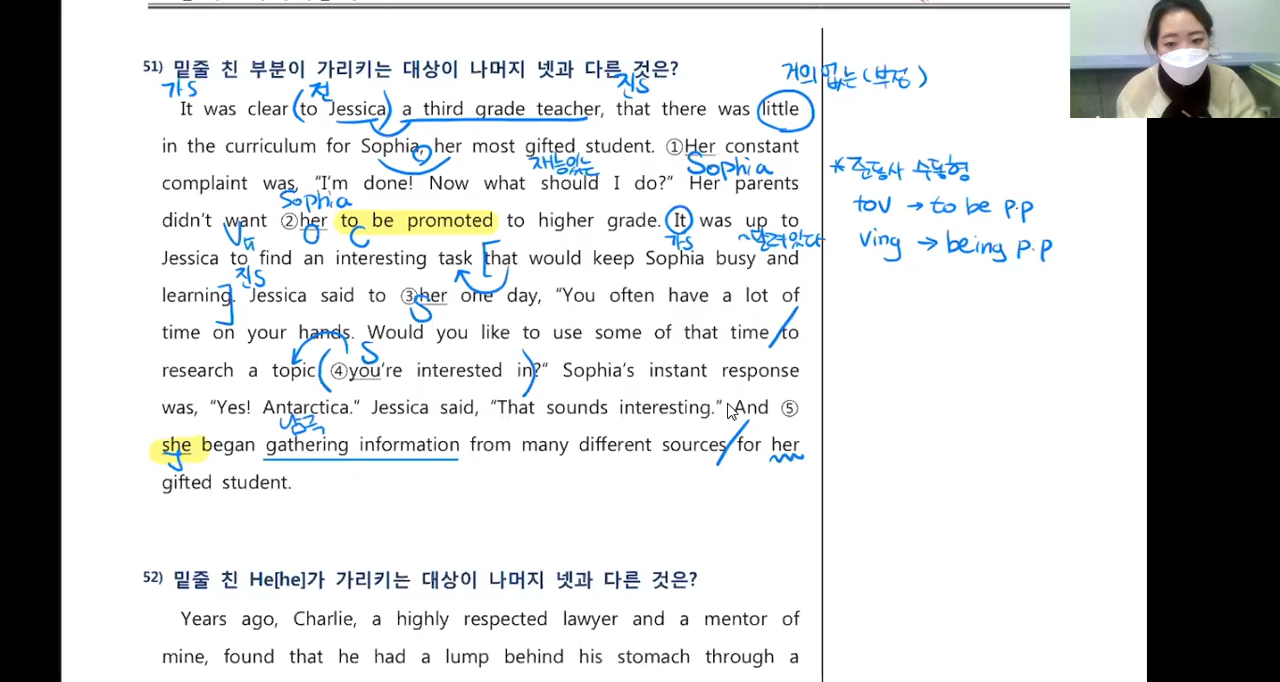 51) 밑줄 친 부분이 가리키는 대상이 나머지 넷과 다른 것은?
가S 전 진S 거의 없는(부정)
It was clear (to Jessica) a third grade teacher, that there was little
in the curriculum for Sophia, her most gifted student. ①Her constant
재능있는 Sophia
complaint was, "I'm done! Now what should I do?" Her parents
Sophia
didn't want ②her to be promoted to higher grade. It was up to
V O C 가S ~달려있다
Jessica to find an interesting task [that would keep Sophia busy and
진S
learning.] Jessica said to ③her one day, "You often have a lot of
S
time on your hands. Would you like to use some of that time / to
S
research a topic (④you're interested in)?" Sophia's instant response
was, "Yes! Antarctica." Jessica said, "That sounds interesting." And ⑤
남극
she began gathering information from many different sources / for her
J
gifted student.
*준동사 수동형
toV → to be p.p
Ving → being p.p
52) 밑줄 친 He[he]가 가리키는 대상이 나머지 넷과 다른 것은?
Years ago, Charlie, a highly respected lawyer and a mentor of
mine, found that he had a lump behind his stomach through a